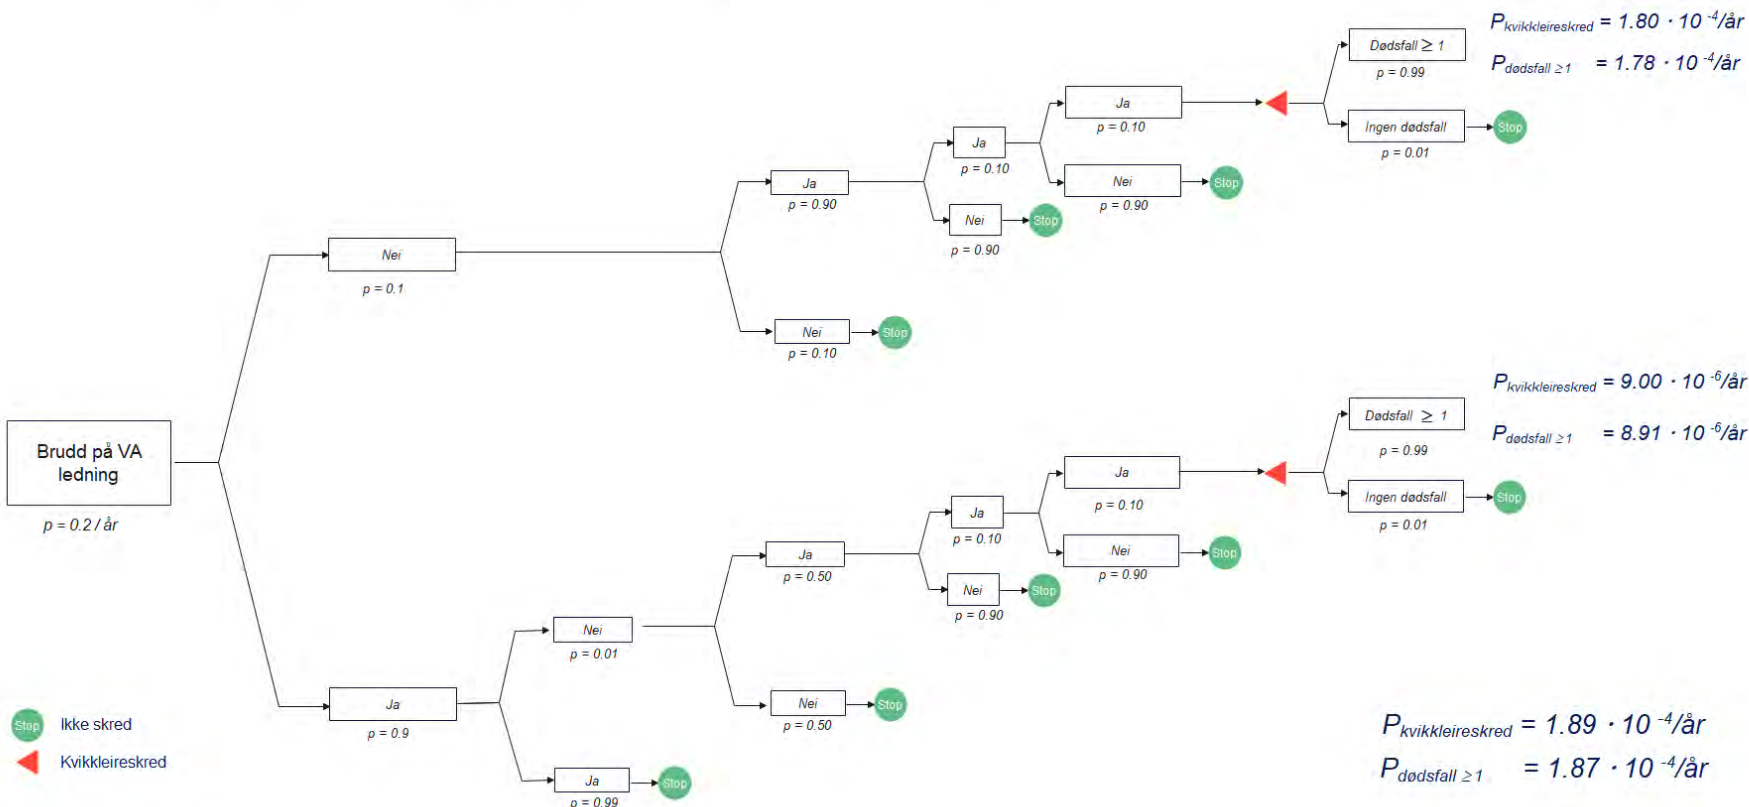 P kvikkleireskred = 1.80 · 10 -4/år
Dødsfall ≥ 1
P dødsfall ≥1 = 1.78 · 10 -4/år
p = 0.99
Ja
p = 0.10
Ingen dødsfall
Stop
p = 0.01
Ja
p = 0.10
Nei
Stop
p = 0.90
Ja
p = 0.90
Nei
Stop
p = 0.90
Nei
p = 0.1
Nei
Stop
p = 0.10
P kvikkleireskred = 9.00 · 10 -6/år
Dødsfall ≥ 1
P dødsfall ≥1 = 8.91 · 10 -6/år
p = 0.99
Brudd på VA
ledning
p = 0.2 / år
Ja
p = 0.10
Ingen dødsfall
Stop
p = 0.01
Ja
p = 0.10
Nei
Stop
p = 0.90
Ja
p = 0.50
Nei
Stop
p = 0.90
Nei
p = 0.01
Nei
Stop
p = 0.50
Ja
p = 0.9
Ja
Stop
p = 0.99
Stop Ikke skred
Kvikkleireskred
P kvikkleireskred = 1.89 · 10 -4/år
P dødsfall ≥1 = 1.87 · 10 -4/år